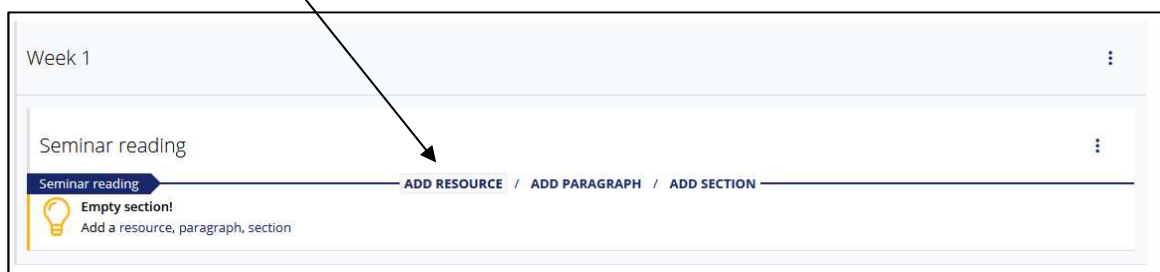 Week 1
Seminar reading
Seminar reading ADD RESOURCE / ADD PARAGRAPH / ADD SECTION
Empty section!
Add a resource, paragraph, section